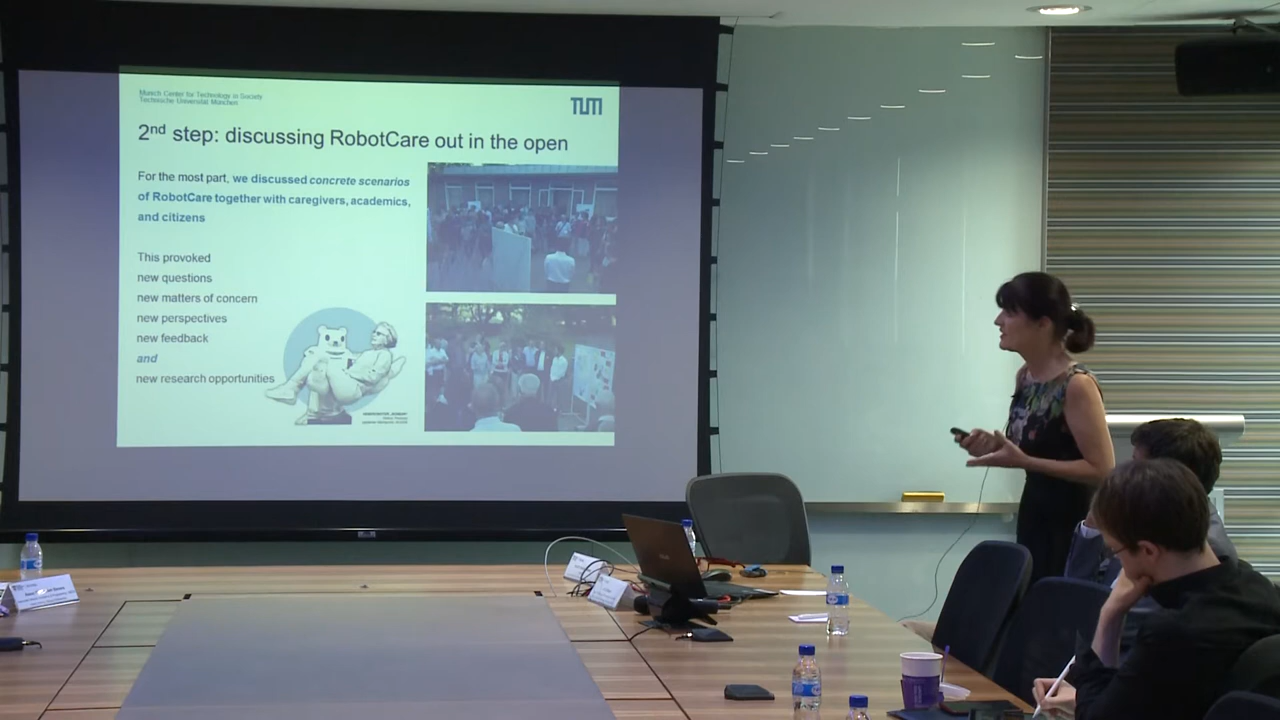 Munich Center for Technology in Society
Technische Universität München
TUM
2nd step: discussing RobotCare out in the open
For the most part, we discussed concrete scenarios
of RobotCare together with caregivers, academics,
and citizens
This provoked
new questions
new matters of concern
new perspectives
new feedback
and
new research opportunities